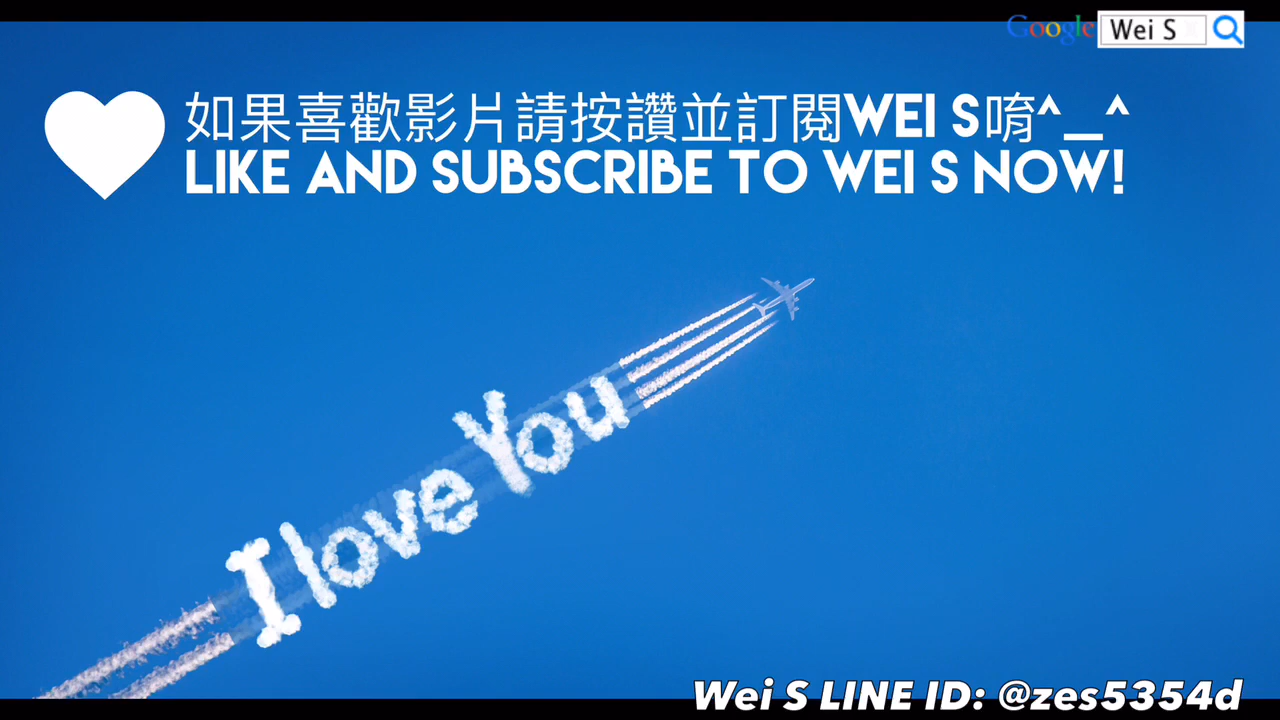 Google Wei S
如果喜歡影片請按讚並訂閱WEI S唷^_^
LIKE AND SUBSCRIBE TO WEI S NOW!
I love You
Wei S LINE ID: @zes5354d